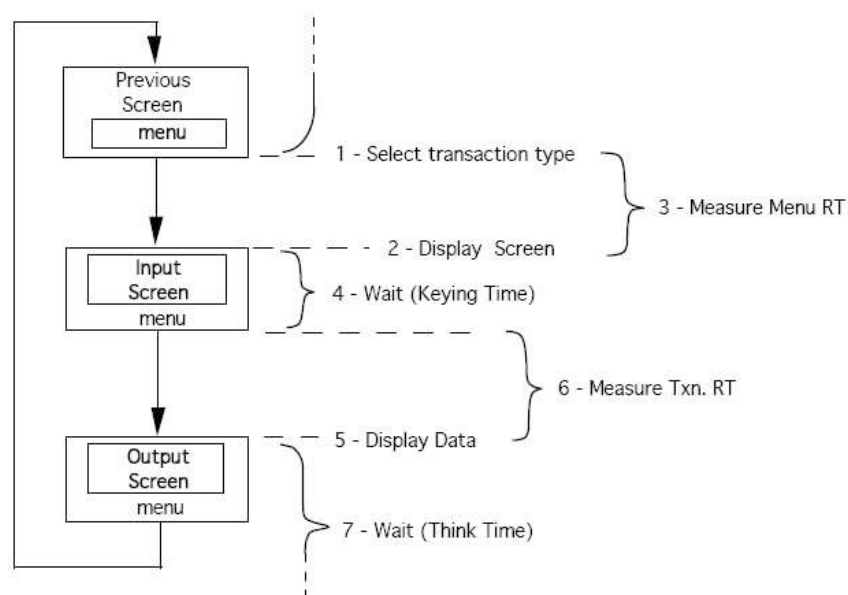 Previous
Screen
menu
1 - Select transaction type
3 - Measure Menu RT
2 - Display Screen
Input
Screen
menu
4 - Wait (Keying Time)
6 - Measure Txn. RT
5 - Display Data
Output
Screen
menu
7 - Wait (Think Time)